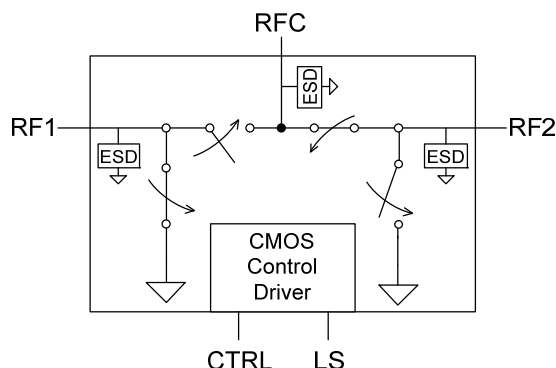 RFC
ESD
RF1
RF2
ESD
ESD
CMOS
Control
Driver
CTRL
LS